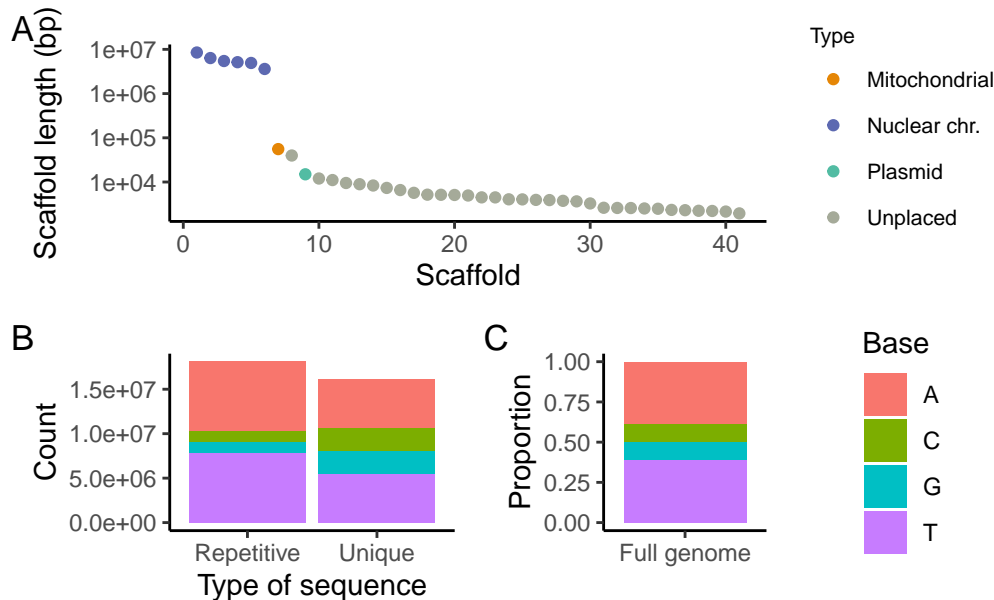 A
Scaffold length (bp)
1e+07
1e+06
1e+05
1e+04
0
10
20
30
40
Scaffold
Type
Mitochondrial
Nuclear chr.
Plasmid
Unplaced
B
Count
1.5e+07
1.0e+07
5.0e+06
0.0e+00
Repetitive
Unique
Type of sequence
C
Proportion
1.00
0.75
0.50
0.25
0.00
Full genome
Base
A
C
G
T